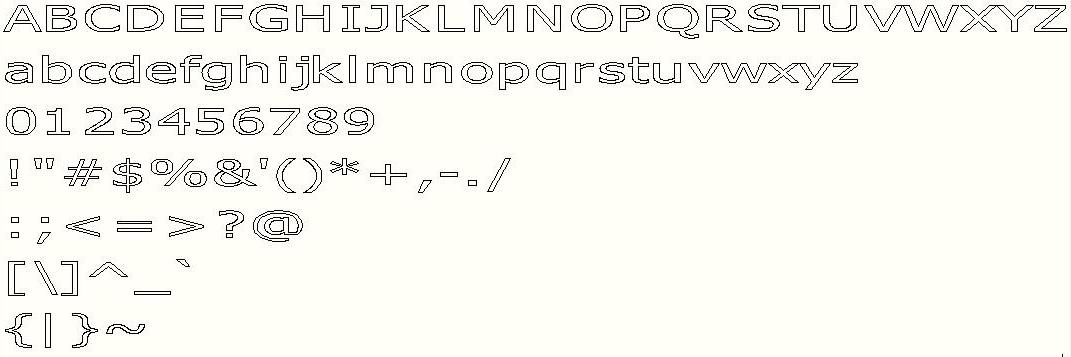 ABCDEFGHIJKLMNOPQRSTUVWXYZ
abcdefghijklmnopqrstuvwxyz
0123456789
!"#$%&'()*+,-./
:;<=>?@
[\]^_`
{|}~